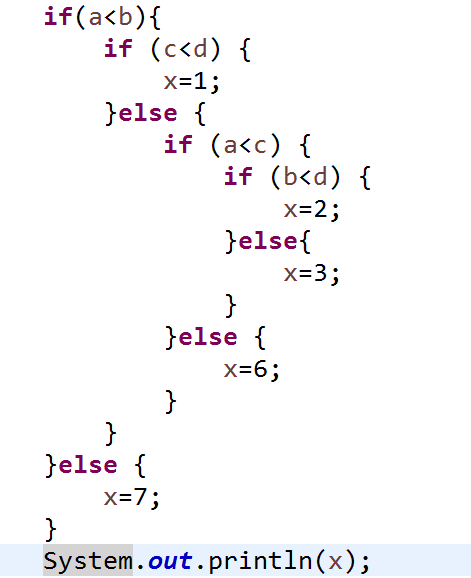 if(a<b){
    if (c<d) {
        x=1;
    }else {
        if (a<c) {
            if (b<d) {
                x=2;
            }else{
                x=3;
            }
        }else {
            x=6;
        }
    }
}else {
    x=7;
}
System.out.println(x);